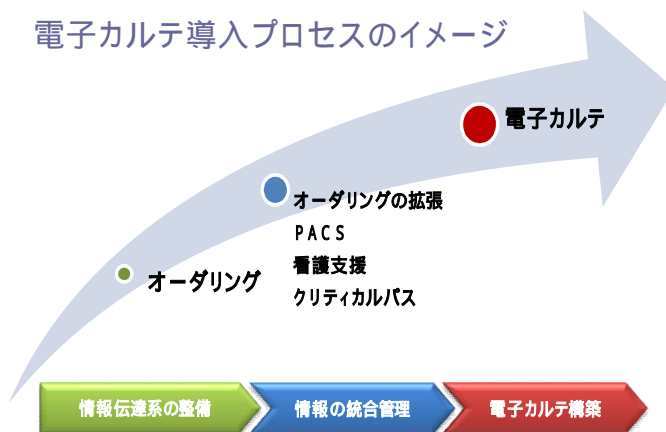 電子カルテ導入プロセスのイメージ
電子カルテ
オーダリングの拡張
PACS
看護支援
クリティカルパス
オーダリング
情報伝達系の整備
情報の統合管理
電子カルテ構築